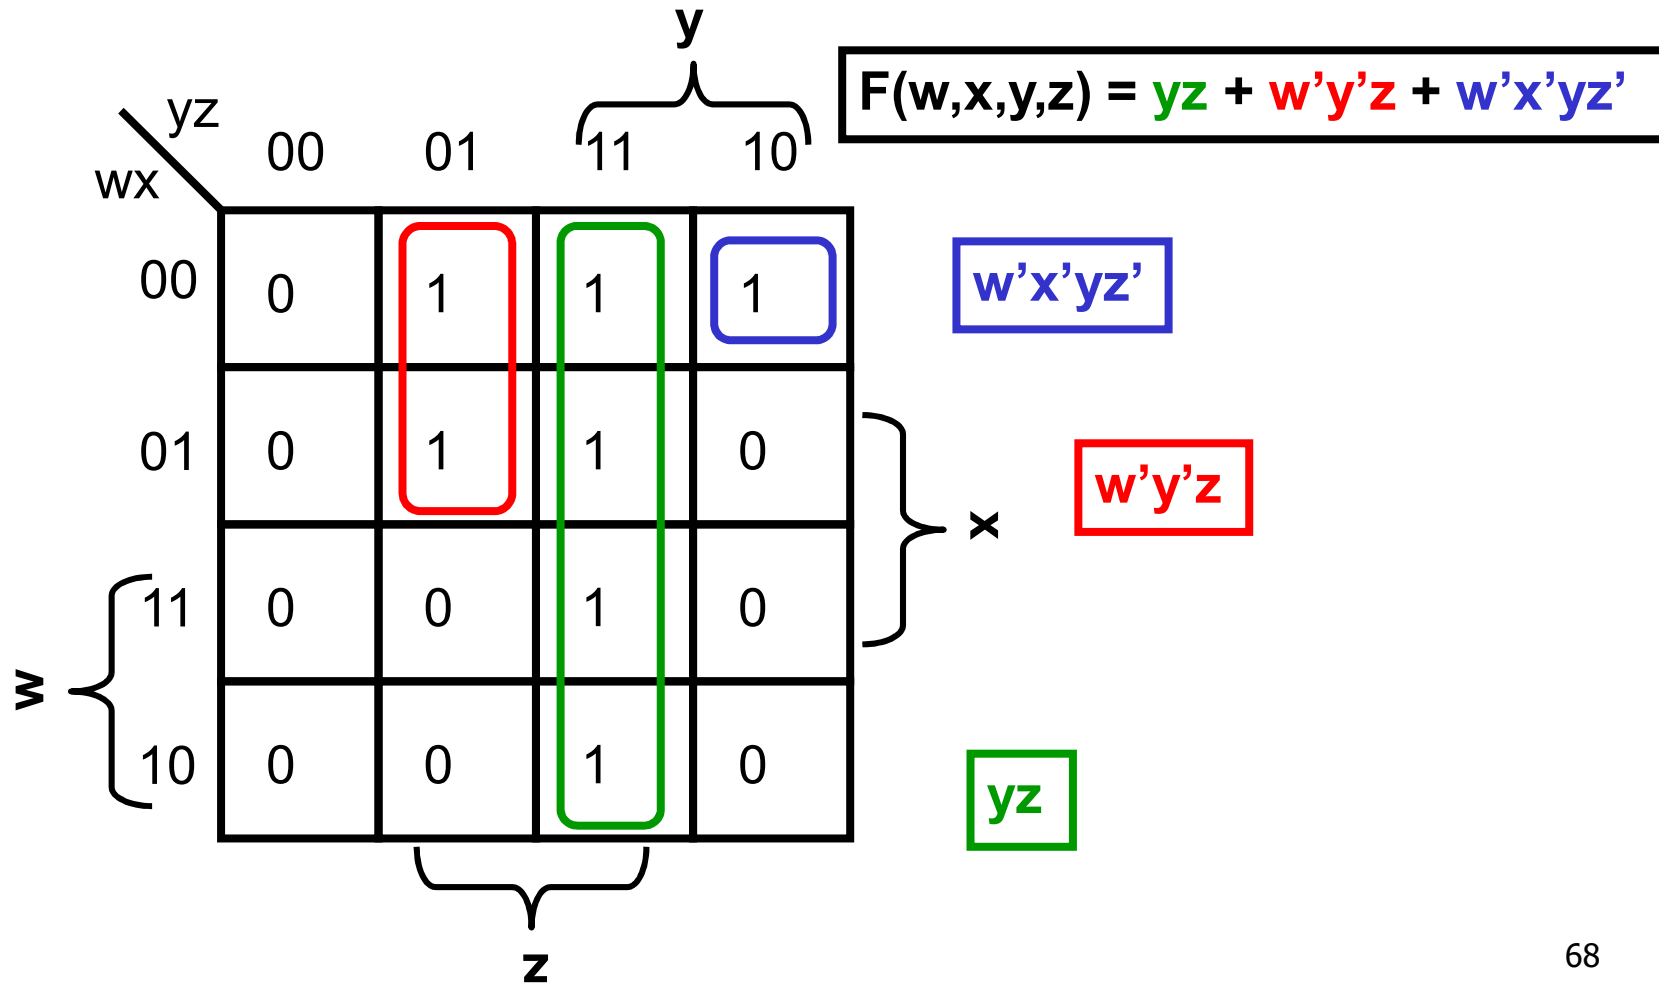 y
F(w,x,y,z) = yz + w’y’z + w’x’yz’
yz
wx
00 01 11 10
00 0 1 1 1
w’x’yz’
01 0 1 1 0
w’y’z
x
11 0 0 1 0
w
10 0 0 1 0
yz
z
68